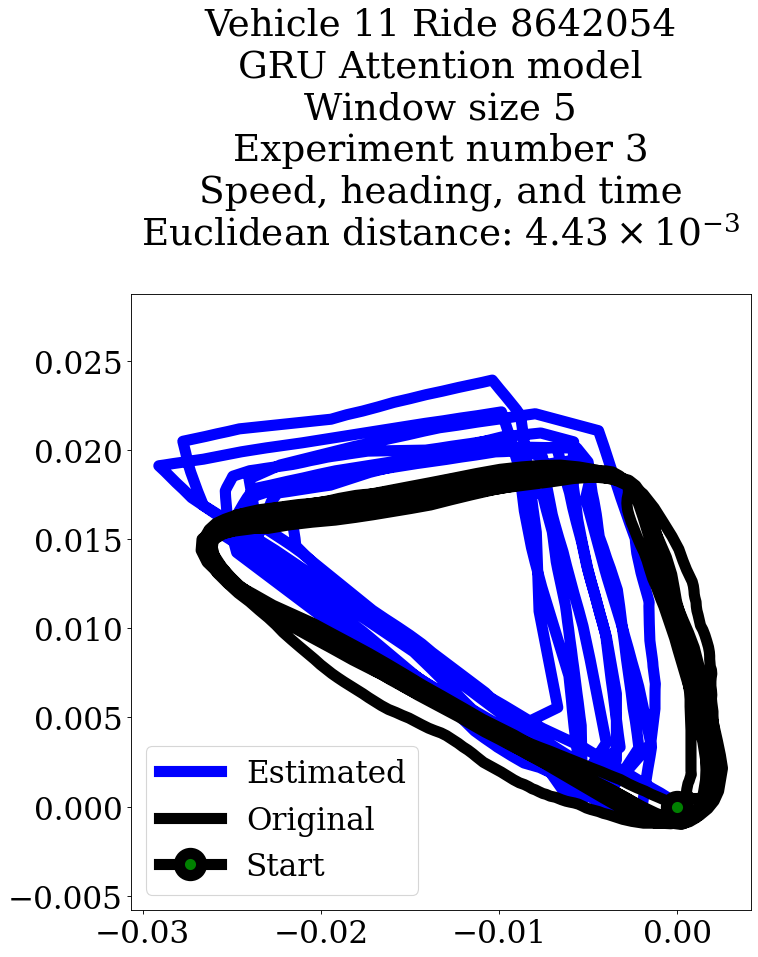 Vehicle 11 Ride 8642054
GRU Attention model
Window size 5
Experiment number 3
Speed, heading, and time
Euclidean distance: 4.43 × 10⁻³
0.025
0.020
0.015
0.010
0.005
0.000
−0.005
Estimated
Original
Start
−0.03 −0.02 −0.01 0.00